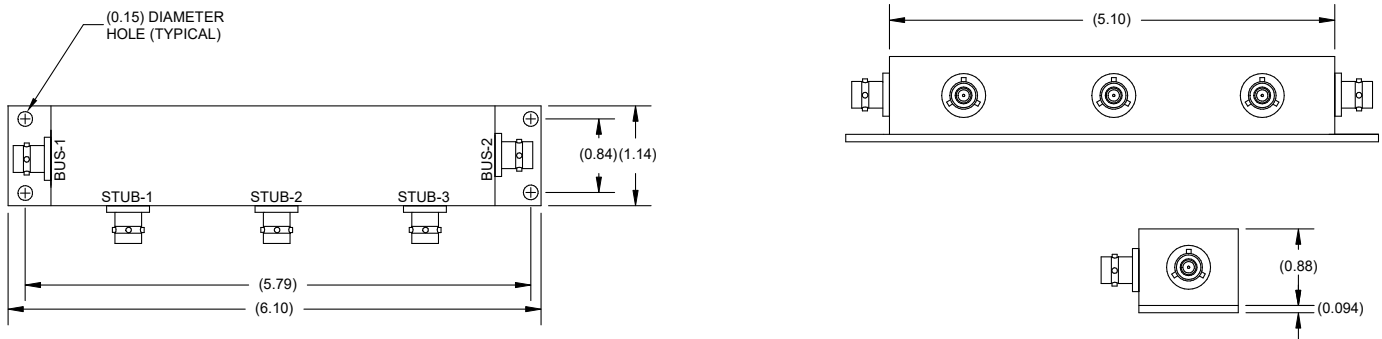 (0.15) DIAMETER
HOLE (TYPICAL)
BUS-1
BUS-2
STUB-1
STUB-2
STUB-3
(0.84)
(1.14)
(5.79)
(6.10)
(5.10)
(0.88)
(0.094)